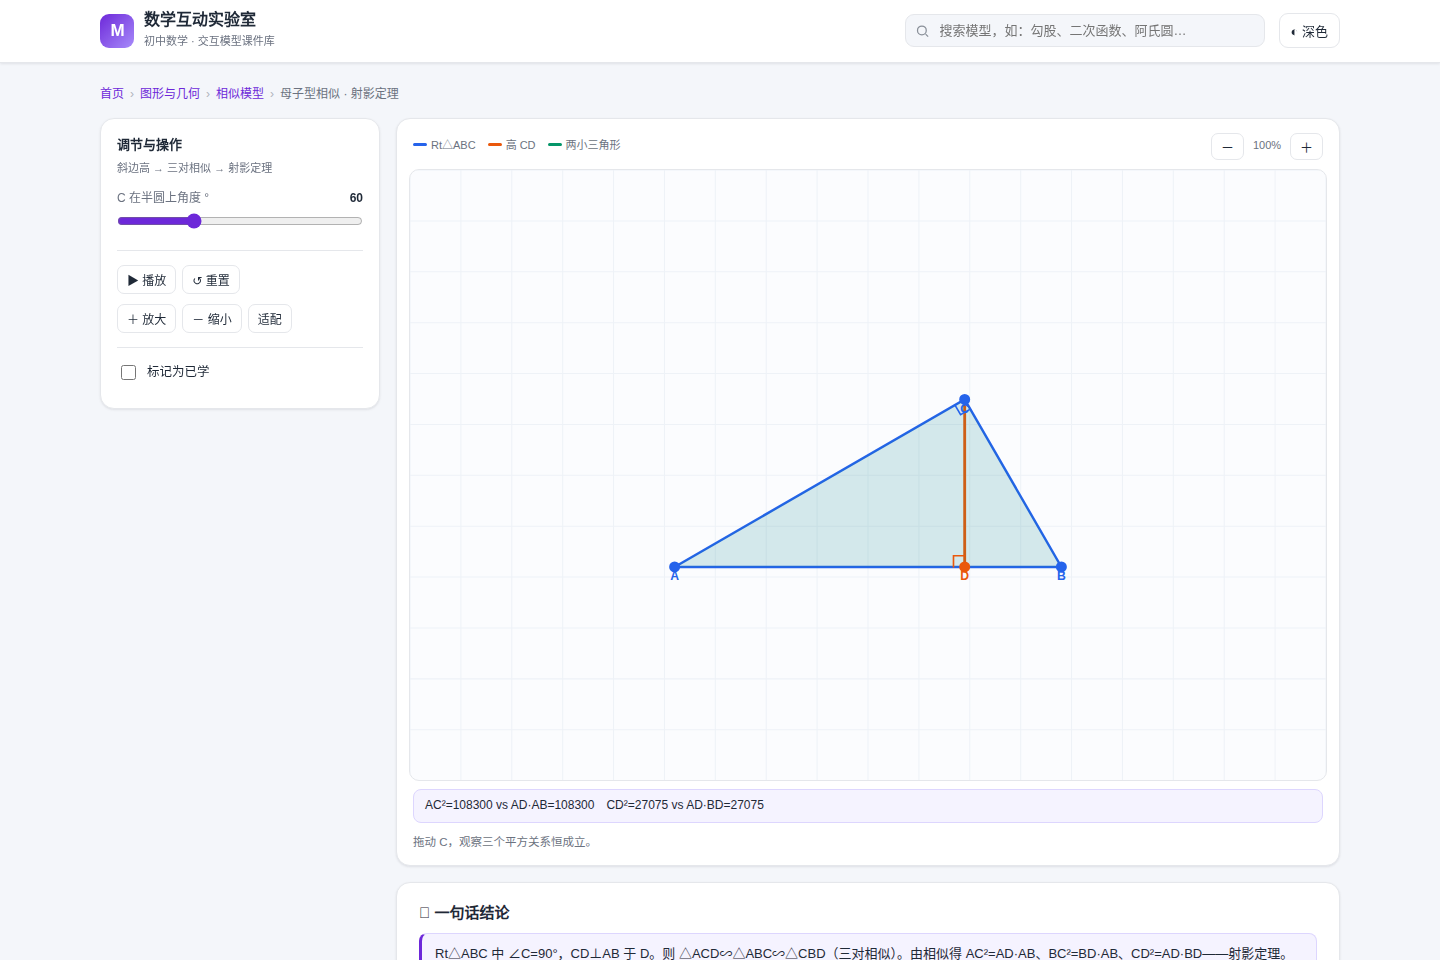 M
数学互动实验室
初中数学 · 交互模型课件库
搜索模型，如：勾股、二次函数、阿氏圆…
深色
首页 › 图形与几何 › 相似模型 › 母子型相似 · 射影定理
调节与操作
斜边高 → 三对相似 → 射影定理
C 在半圆上角度 ° 60
▶ 播放 ↺ 重置
＋ 放大 － 缩小 适配
标记为已学
Rt△ABC 高 CD 两小三角形
－ 100% ＋
C
A D B
AC²=108300 vs AD·AB=108300 CD²=27075 vs AD·BD=27075
拖动 C，观察三个平方关系恒成立。
一句话结论
Rt△ABC 中 ∠C=90°，CD⊥AB 于 D。则 △ACD∽△ABC∽△CBD（三对相似）。由相似得 AC²=AD·AB、BC²=BD·AB、CD²=AD·BD——射影定理。